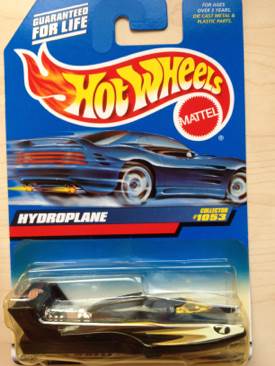 GUARANTEED
FOR LIFE
FOR AGES
OVER 3 YEARS.
DIE CAST METAL &
PLASTIC PARTS.
Hot Wheels
MATTEL
®
HYDROPLANE
COLLECTOR
#1053